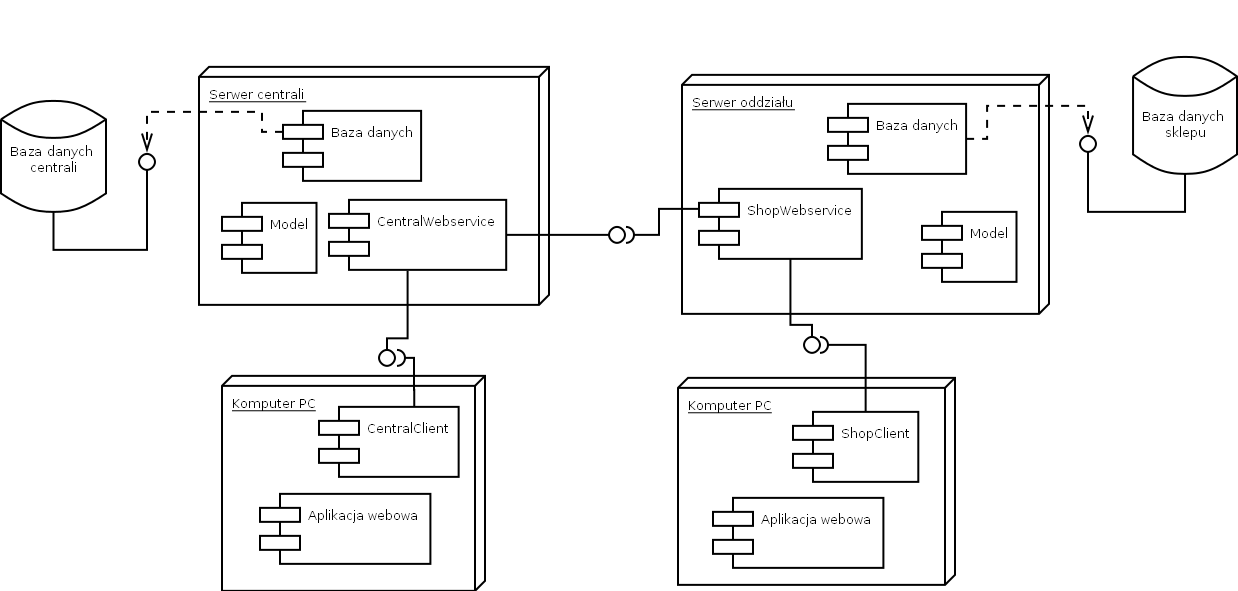 Serwer centrali
Baza danych
Baza danych
centrali
Model
CentralWebservice
Serwer oddziału
Baza danych
Baza danych
sklepu
ShopWebservice
Model
Komputer PC
CentralClient
Aplikacja webowa
Komputer PC
ShopClient
Aplikacja webowa